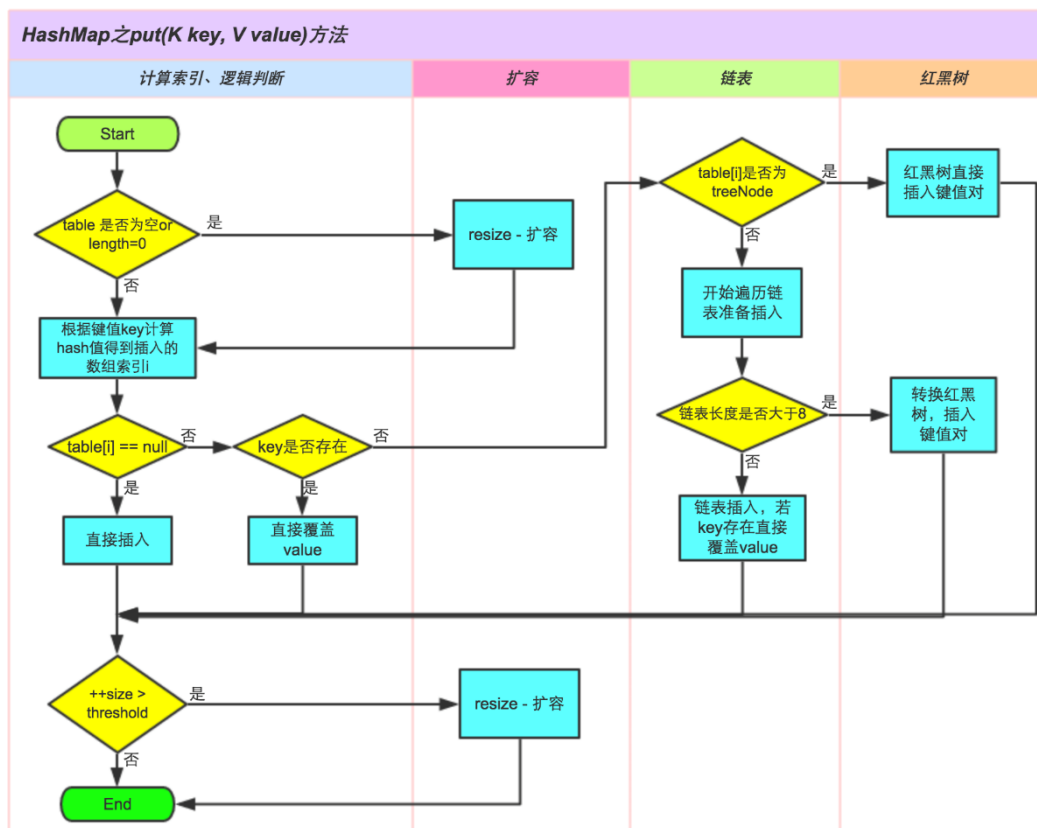 HashMap之put(K key, V value)方法
计算索引、逻辑判断
扩容
链表
红黑树
Start
table 是否为空or
length=0
是
resize - 扩容
否
根据键值key计算
hash值得到插入的
数组索引i
table[i] == null
否
key是否存在
否
是
直接插入
是
直接覆盖
value
table[i]是否为
treeNode
是
红黑树直接
插入键值对
否
开始遍历链
表准备插入
链表长度是否大于8
是
转换红黑
树，插入
键值对
否
链表插入，若
key存在直接
覆盖value
++size >
threshold
是
resize - 扩容
否
End